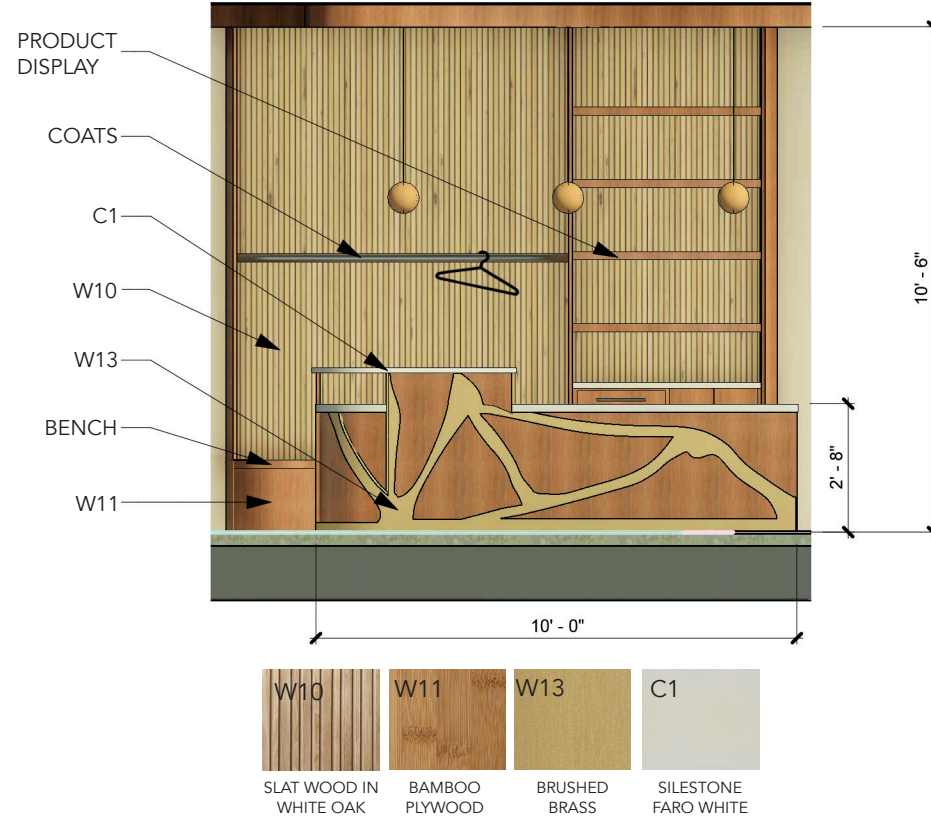 PRODUCT
DISPLAY
COATS
C1
W10
W13
BENCH
W11
10' - 6"
2' - 8"
10' - 0"
W10
W11
W13
C1
SLAT WOOD IN
WHITE OAK
BAMBOO
PLYWOOD
BRUSHED
BRASS
SILESTONE
FARO WHITE